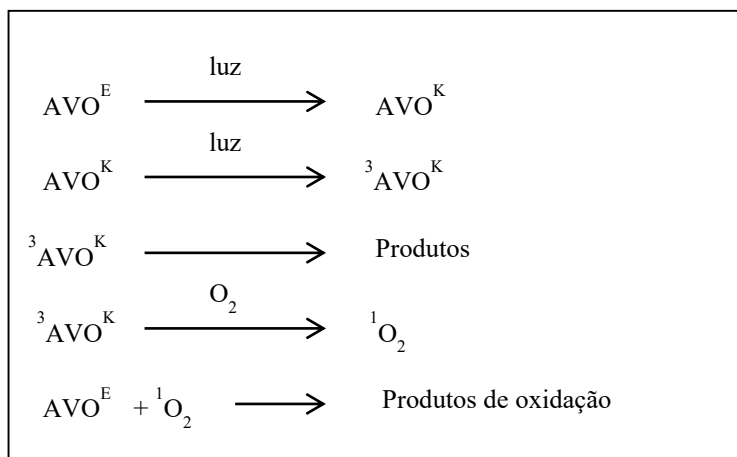 luz
AVO^E ⟶ AVO^K
luz
AVO^K ⟶ ³AVO^K
³AVO^K ⟶ Produtos
O₂
³AVO^K ⟶ ¹O₂
AVO^E + ¹O₂ ⟶ Produtos de oxidação